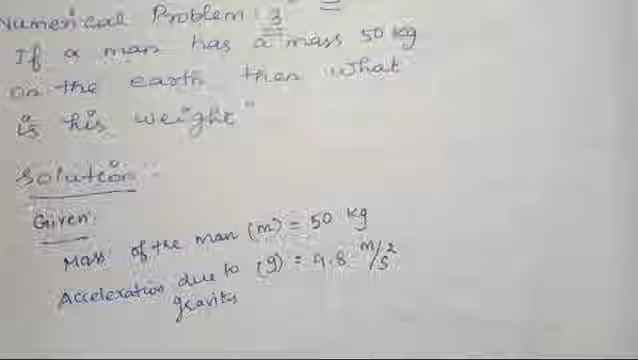 Numerical Problem : 3
If a man has a mass 50 kg
on the earth then what
is his weight"
Solution :-
Given:
Mass of the man (m) = 50 kg
Acceleration due to (g) = 9.8 m/s2
gravity